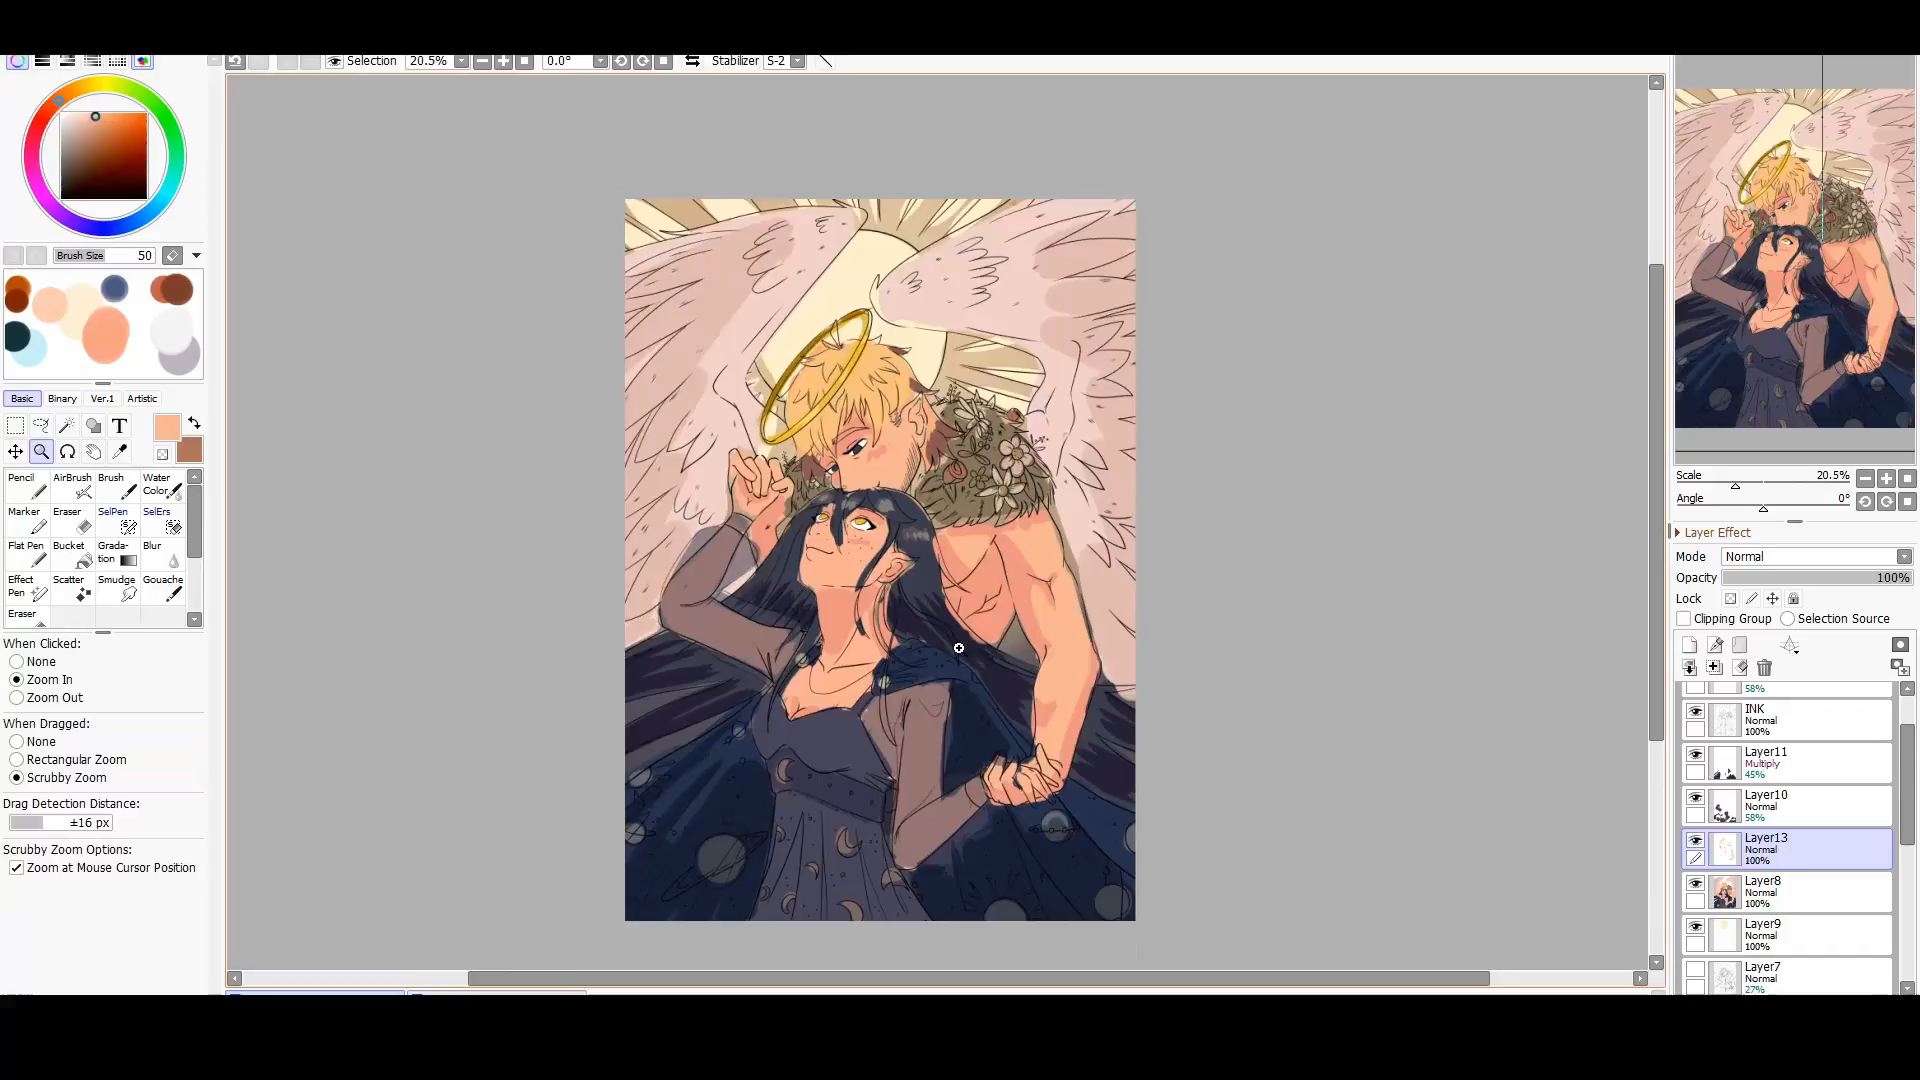 Selection 20.5% 0.0° Stabilizer S-2
Brush Size 50
Basic Binary Ver.1 Artistic
T
Pencil AirBrush Brush Water Color
Marker Eraser SelPen SelErs
Flat Pen Bucket Grada-tion Blur
Effect Pen Scatter Smudge Gouache
Eraser
When Clicked:
None
Zoom In
Zoom Out
When Dragged:
None
Rectangular Zoom
Scrubby Zoom
Drag Detection Distance:
±16 px
Scrubby Zoom Options:
Zoom at Mouse Cursor Position
Scale 20.5%
Angle 0°
Layer Effect
Mode Normal
Opacity 100%
Lock
Clipping Group Selection Source
58%
INK
Normal
100%
Layer11
Multiply
45%
Layer10
Normal
58%
Layer13
Normal
100%
Layer8
Normal
100%
Layer9
Normal
100%
Layer7
Normal
27%